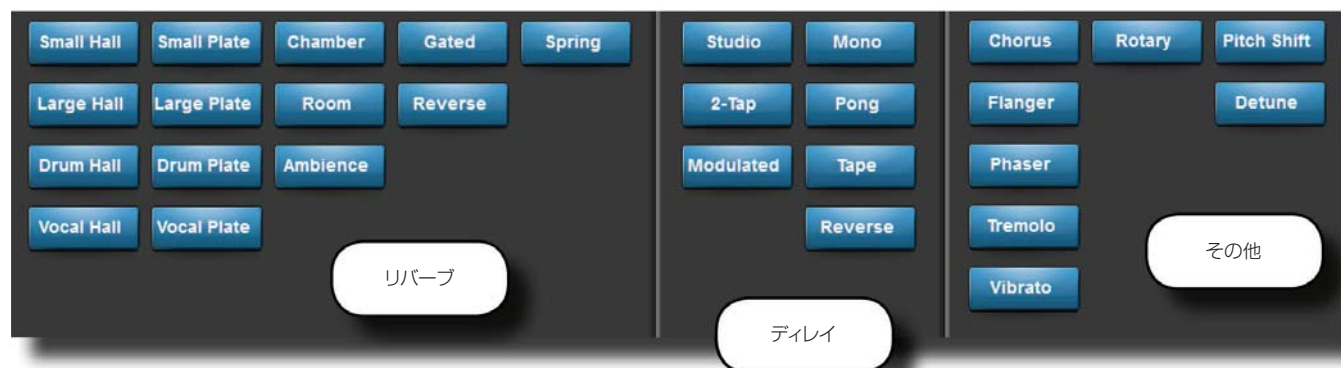 Small Hall Small Plate Chamber Gated Spring
Large Hall Large Plate Room Reverse
Drum Hall Drum Plate Ambience
Vocal Hall Vocal Plate
リバーブ
Studio Mono
2-Tap Pong
Modulated Tape
Reverse
ディレイ
Chorus Rotary Pitch Shift
Flanger Detune
Phaser
Tremolo
Vibrato
その他